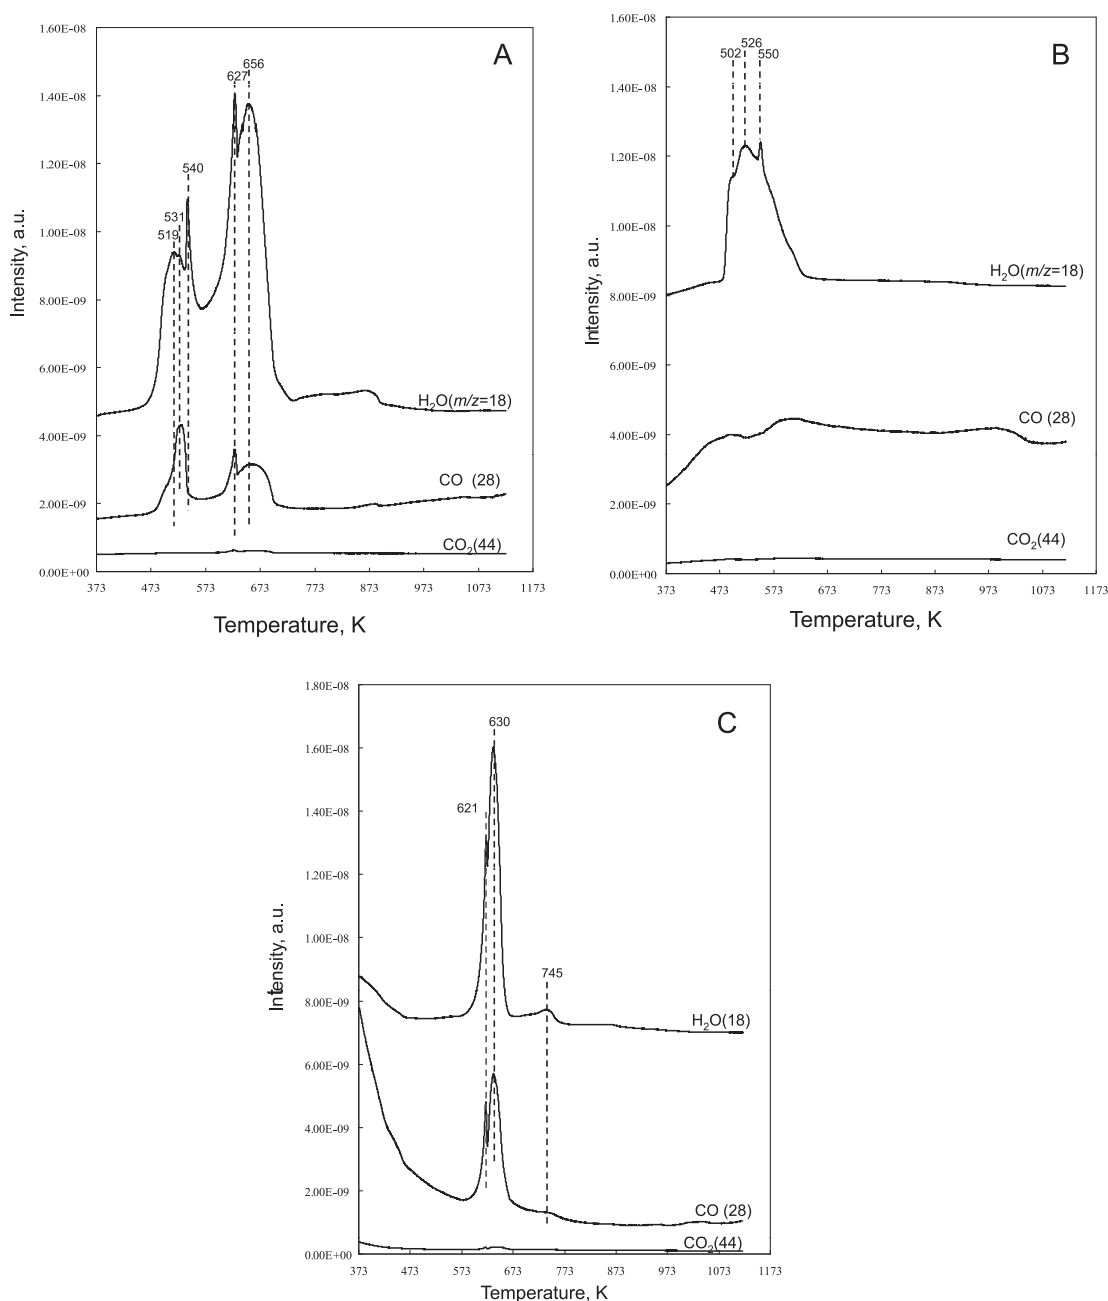 A
1.60E-08
1.40E-08
1.20E-08
1.00E-08
8.00E-09
6.00E-09
4.00E-09
2.00E-09
0.00E+00
Intensity, a.u.
519
531
540
627
656
H2O(m/z=18)
CO (28)
CO2(44)
373 473 573 673 773 873 973 1073 1173
Temperature, K
B
1.60E-08
1.40E-08
1.20E-08
1.00E-08
8.00E-09
6.00E-09
4.00E-09
2.00E-09
0.00E+00
Intensity, a.u.
502
526
550
H2O(m/z=18)
CO (28)
CO2(44)
373 473 573 673 773 873 973 1073 1173
Temperature, K
C
1.80E-08
1.60E-08
1.40E-08
1.20E-08
1.00E-08
8.00E-09
6.00E-09
4.00E-09
2.00E-09
0.00E+00
Intensity, a.u.
621
630
745
H2O(18)
CO (28)
CO2(44)
373 473 573 673 773 873 973 1073 1173
Temperature, K